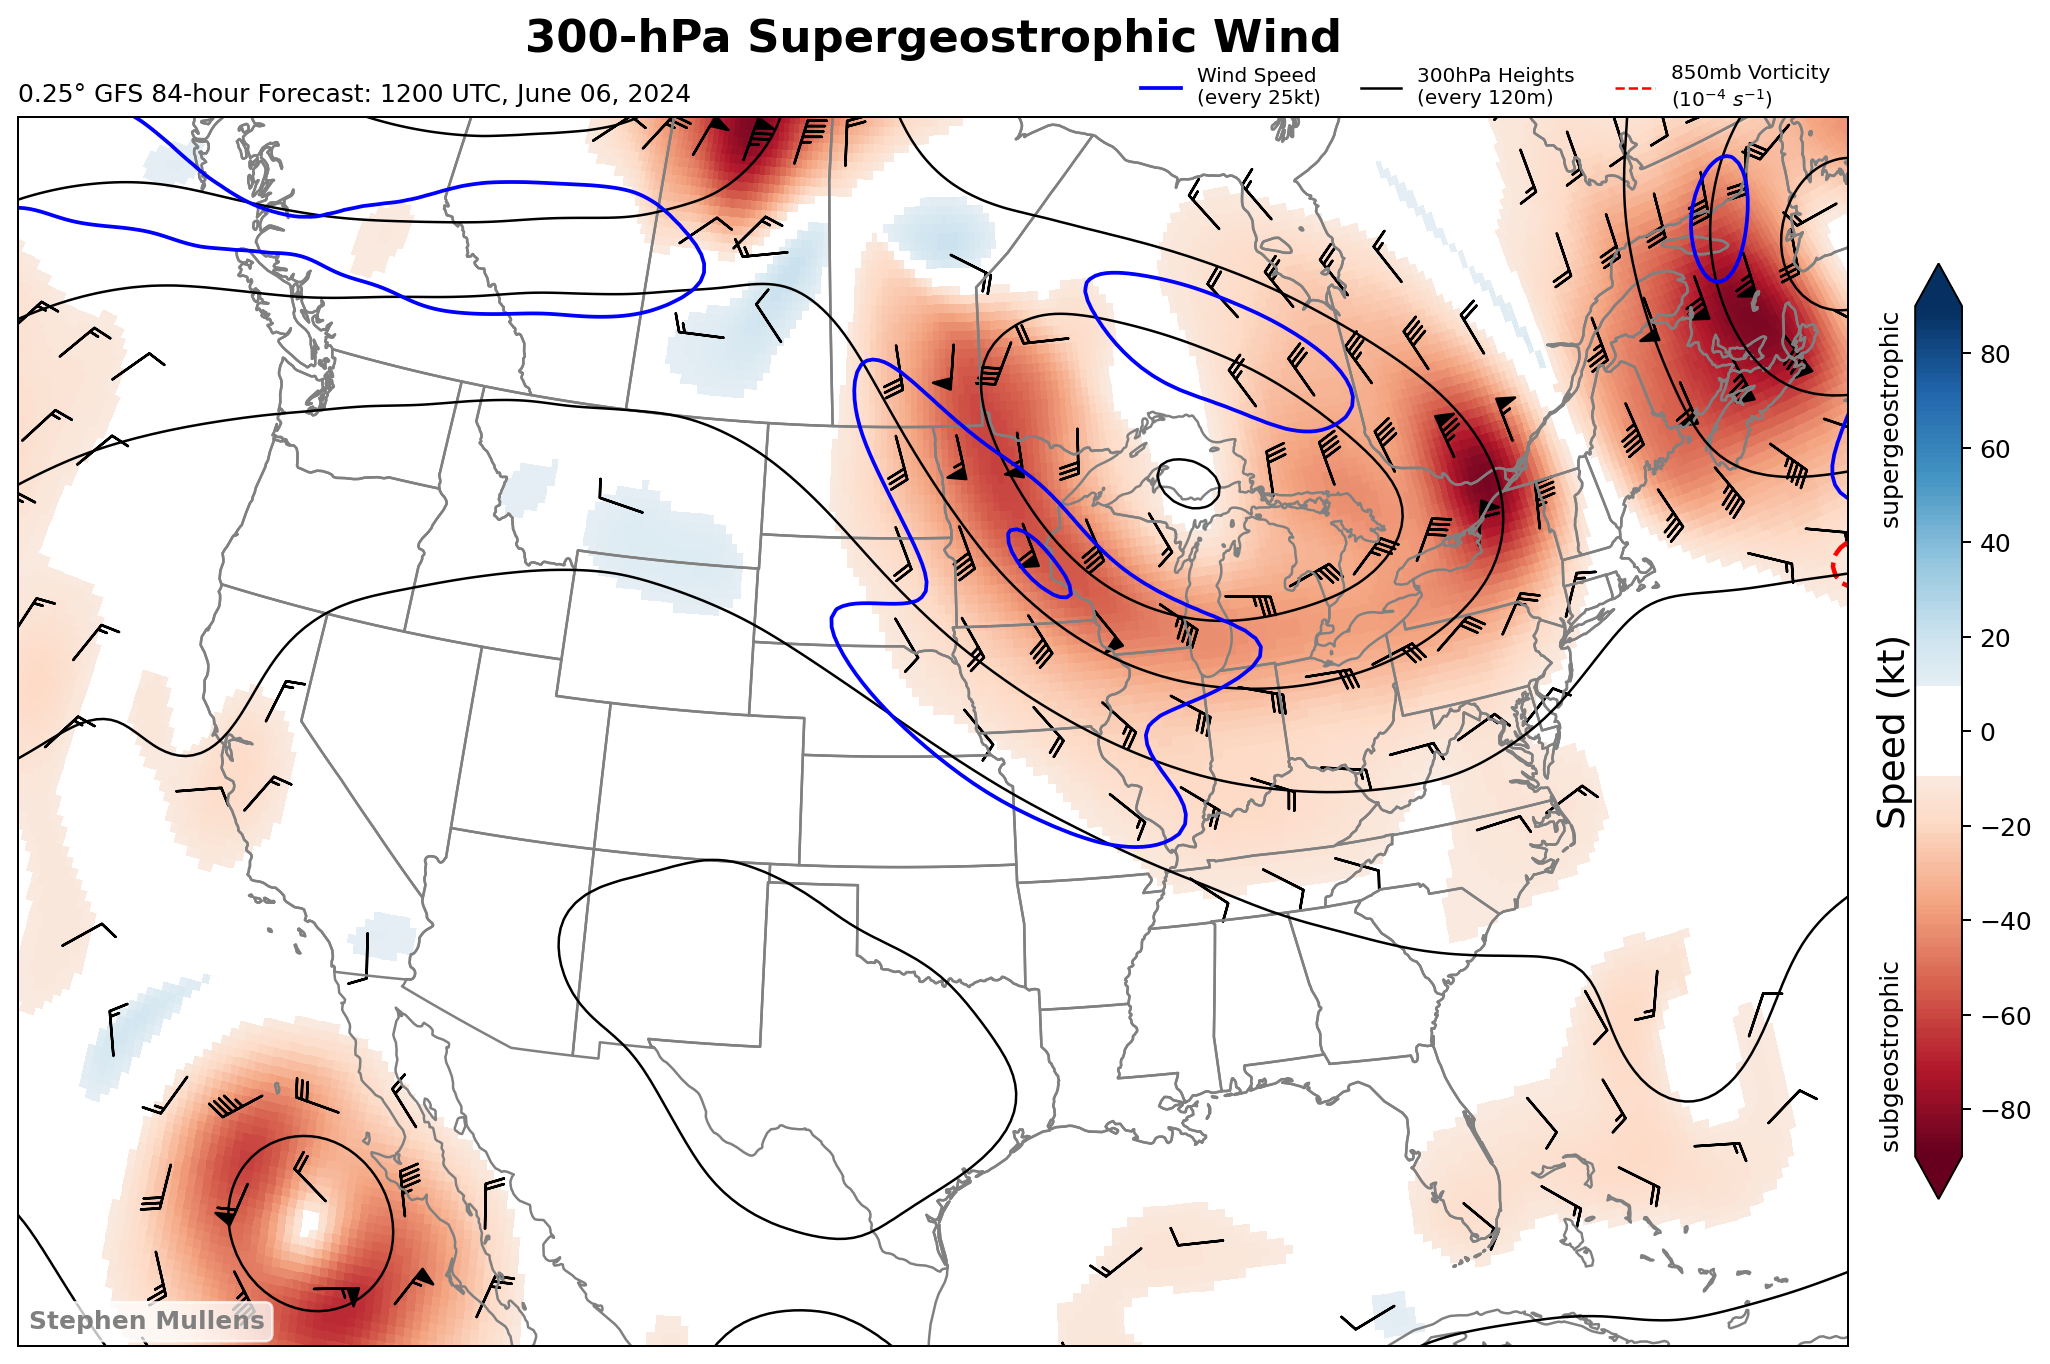 300-hPa Supergeostrophic Wind
0.25° GFS 84-hour Forecast: 1200 UTC, June 06, 2024
Wind Speed
(every 25kt)
300hPa Heights
(every 120m)
850mb Vorticity
(10⁻⁴ s⁻¹)
supergeostrophic
Speed (kt)
subgeostrophic
80
60
40
20
0
−20
−40
−60
−80
Stephen Mullens